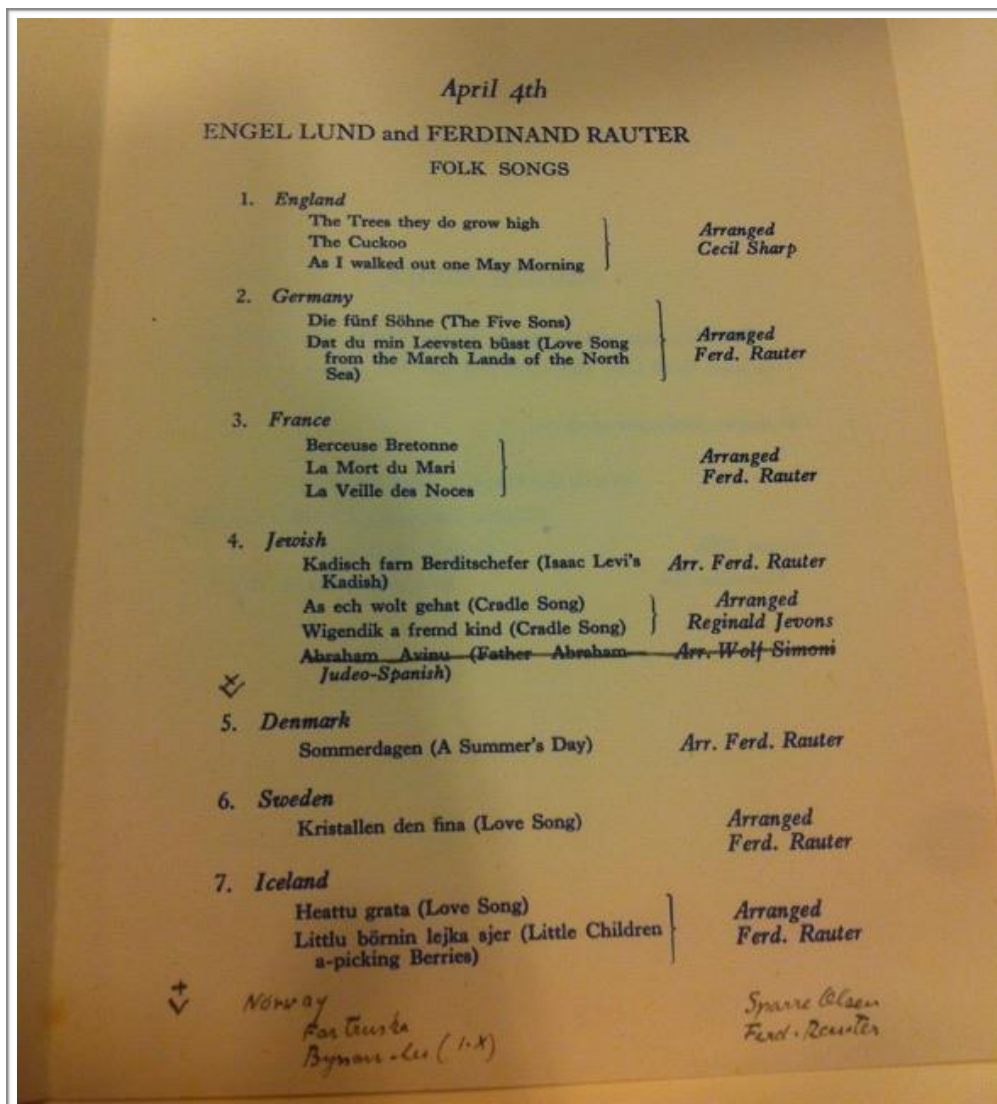 April 4th
ENGEL LUND and FERDINAND RAUTER
FOLK SONGS
1. England
The Trees they do grow high
The Cuckoo
As I walked out one May Morning
Arranged
Cecil Sharp
2. Germany
Die fünf Söhne (The Five Sons)
Dat du min Leevsten büsst (Love Song
from the March Lands of the North
Sea)
Arranged
Ferd. Rauter
3. France
Berceuse Bretonne
La Mort du Mari
La Veille des Noces
Arranged
Ferd. Rauter
4. Jewish
Kadisch farn Berditschefer (Isaac Levi's Arr. Ferd. Rauter
Kadish)
As ech wolt gehat (Cradle Song)
Wigendik a fremd kind (Cradle Song)
Arranged
Reginald Jevons
Abraham Avinu (Father Abraham— Arr. Wolf Simoni
Judeo-Spanish)
5. Denmark
Sommerdagen (A Summer's Day) Arr. Ferd. Rauter
6. Sweden
Kristallen den fina (Love Song) Arranged
Ferd. Rauter
7. Iceland
Heattu grata (Love Song)
Littlu börnin lejka sjer (Little Children
a-picking Berries)
Arranged
Ferd. Rauter
Norway Sparre Olsen
Ferd. Rauter